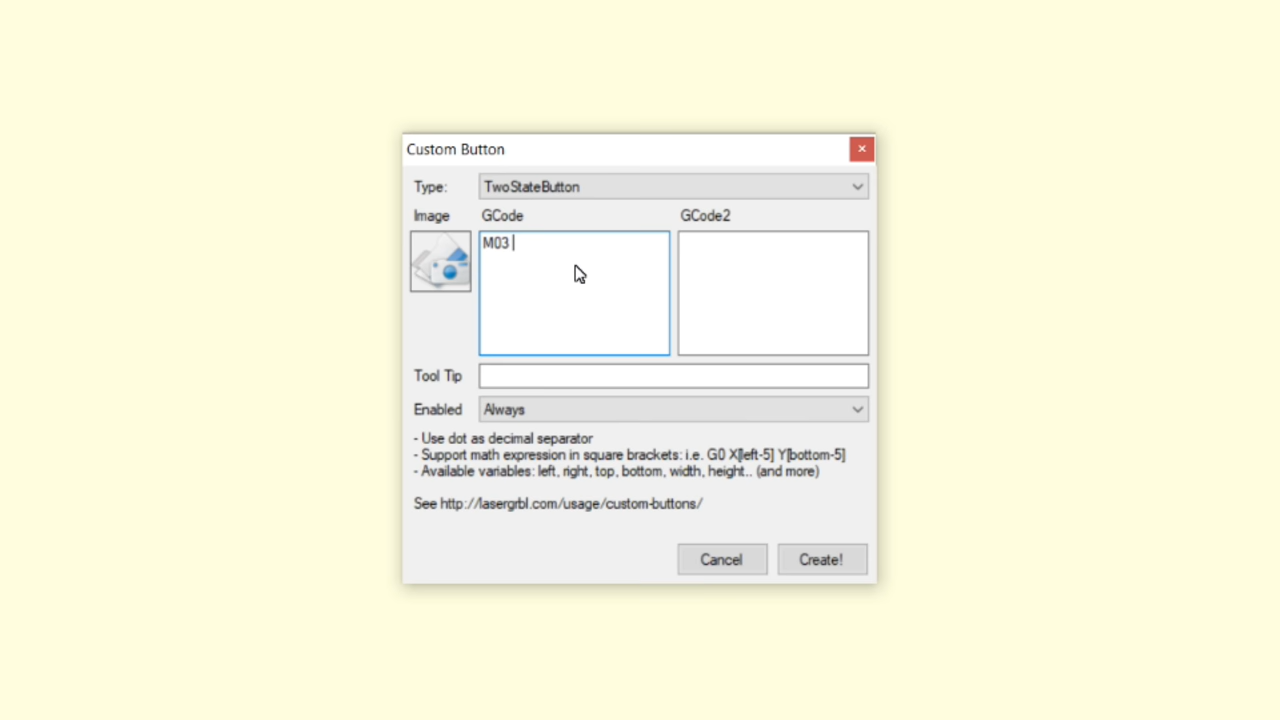 Custom Button
Type: TwoStateButton
Image GCode GCode2
M03
Tool Tip
Enabled Always
- Use dot as decimal separator
- Support math expression in square brackets: i.e. G0 X[left-5] Y[bottom-5]
- Available variables: left, right, top, bottom, width, height.. (and more)
See http://lasergrbl.com/usage/custom-buttons/
Cancel Create!